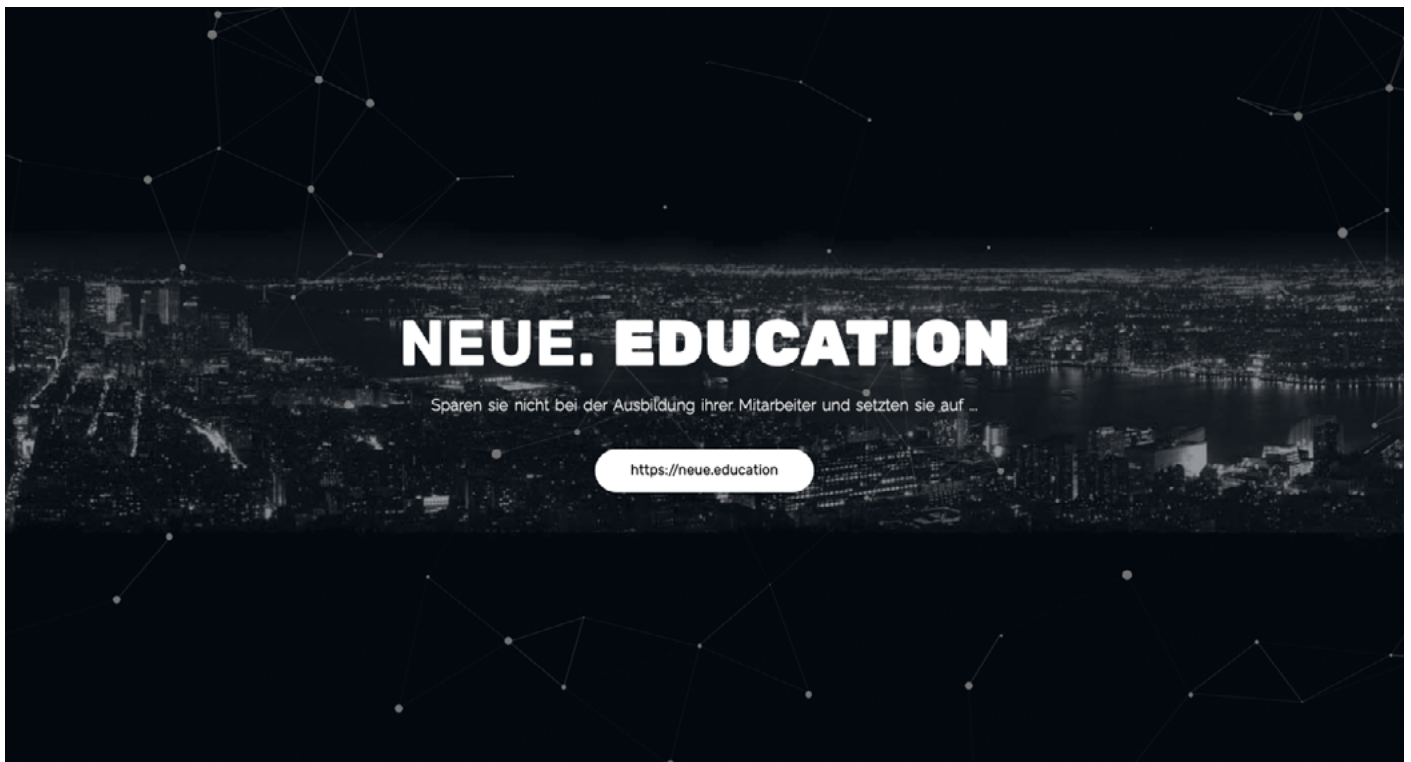 NEUE. EDUCATION
Sparen sie nicht bei der Ausbildung ihrer Mitarbeiter und setzten sie auf ...
https://neue.education